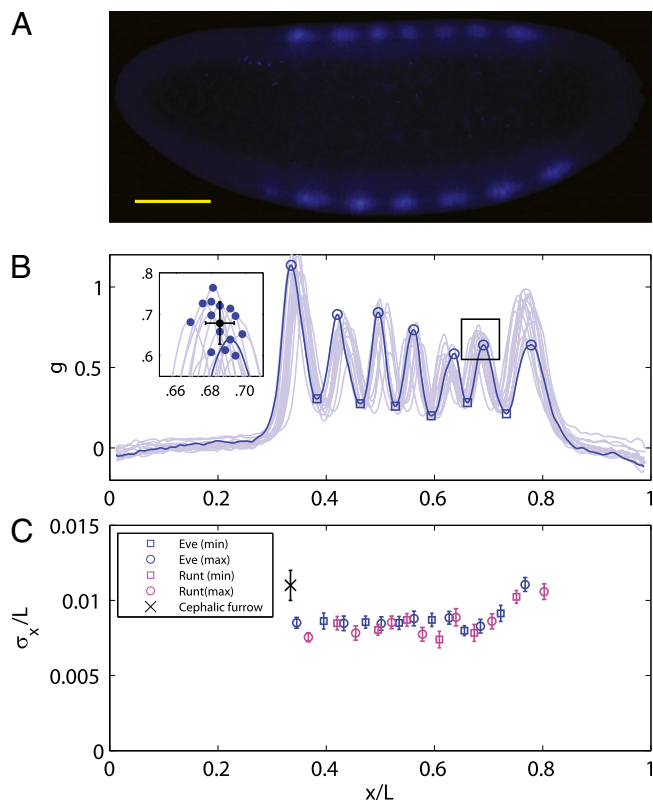 A
B
g
1
0.5
0
.8
.7
.6
.66
.68
.70
0
0.2
0.4
0.6
0.8
1
C
σx/L
0.015
0.01
0.005
0
Eve (min)
Eve (max)
Runt (min)
Runt(max)
Cephalic furrow
0
0.2
0.4
0.6
0.8
1
x/L